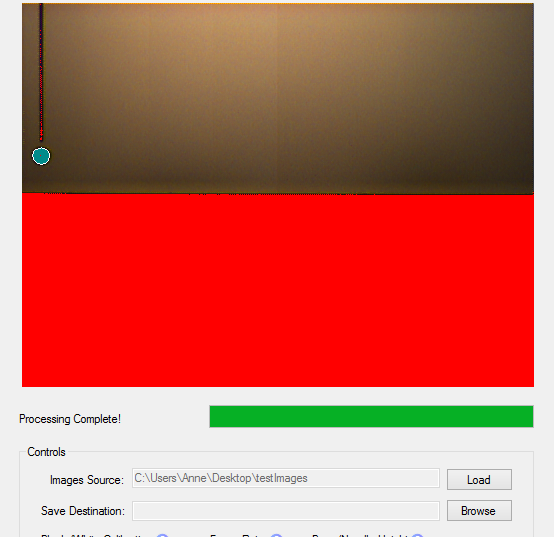 Processing Complete!
Controls
Images Source: C:\Users\Anne\Desktop\testImages Load
Save Destination: Browse